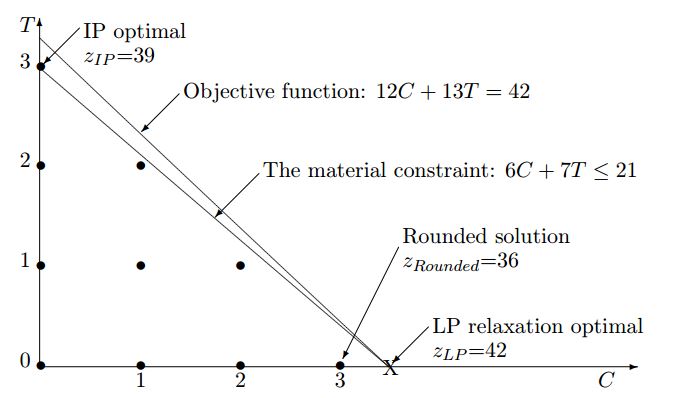 T
IP optimal
z_{IP}=39
3
Objective function: 12C + 13T = 42
2
The material constraint: 6C + 7T ≤ 21
Rounded solution
z_{Rounded}=36
1
LP relaxation optimal
z_{LP}=42
0
X
1 2 3 C